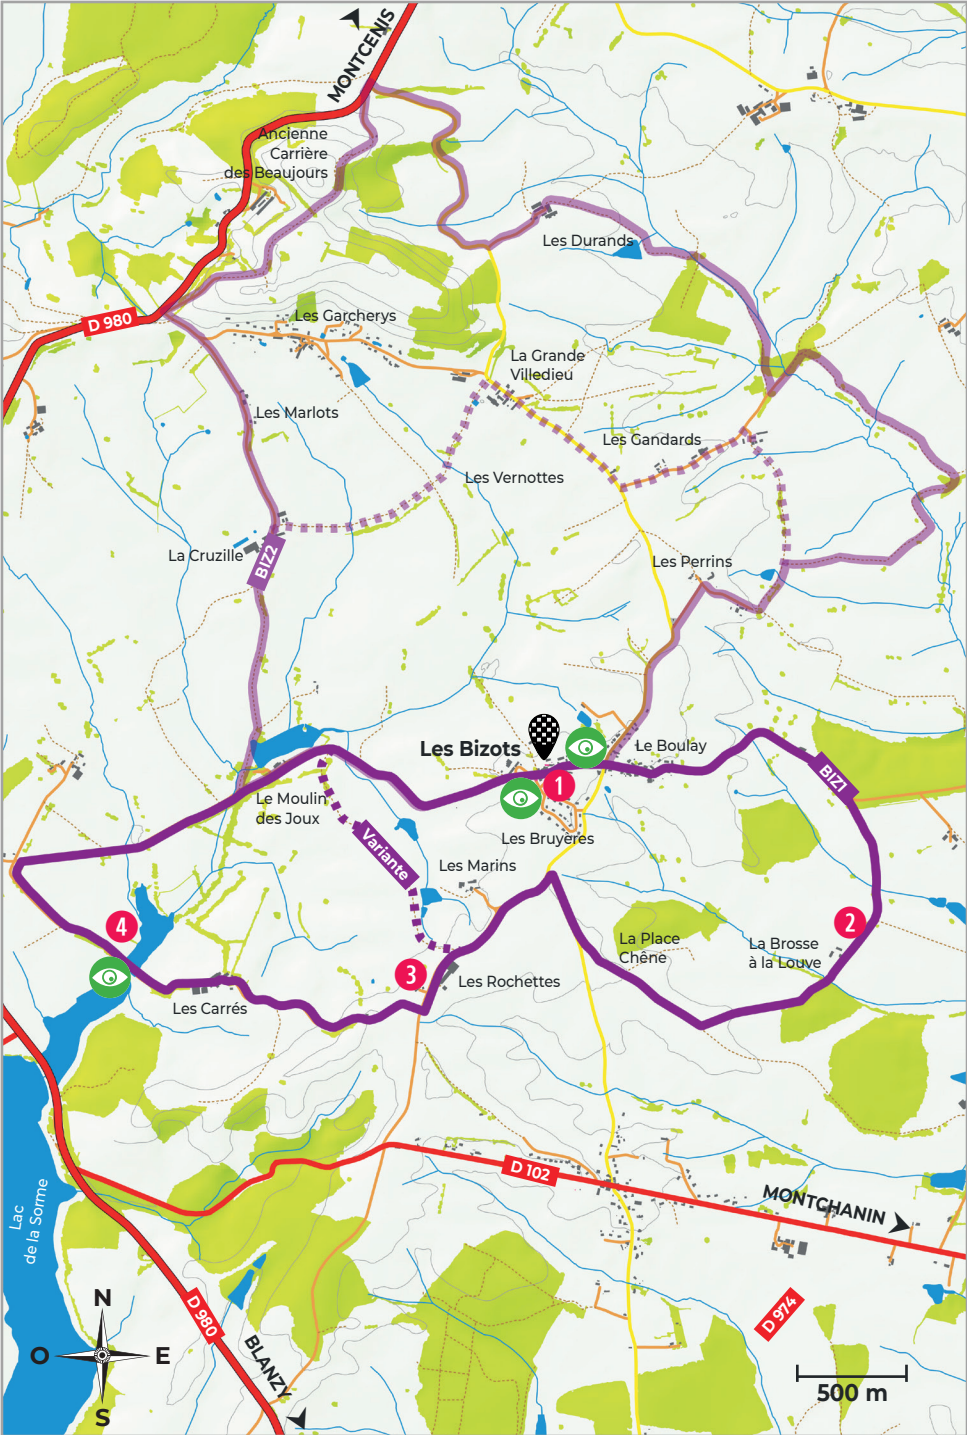 MONTCENIS
Ancienne
Carrière
des Beaujours
Les Durands
D 980
Les Garcherys
La Grande
Villedieu
Les Marlots
Les Gandards
Les Vernottes
La Cruzille
BIZ2
Les Perrins
Les Bizots
Le Boulay
1
BIZ1
Le Moulin
des Joux
Les Bruyères
Variante
Les Marins
2
4
La Place
Chêne
La Brosse
à la Louve
3
Les Rochettes
Les Carrés
D 102
MONTCHANIN
Lac
de la Sorme
D 980
D 974
BLANZY
N
O
E
S
500 m